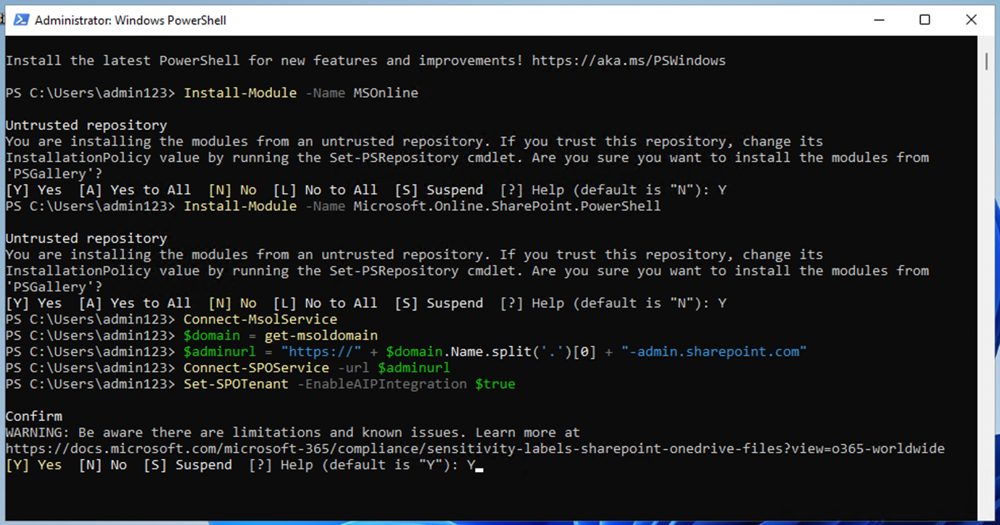 Administrator: Windows PowerShell
Install the latest PowerShell for new features and improvements! https://aka.ms/PSWindows
PS C:\Users\admin123> Install-Module -Name MSOnline
Untrusted repository
You are installing the modules from an untrusted repository. If you trust this repository, change its
InstallationPolicy value by running the Set-PSRepository cmdlet. Are you sure you want to install the modules from
'PSGallery'?
[Y] Yes  [A] Yes to All  [N] No  [L] No to All  [S] Suspend  [?] Help (default is "N"): Y
PS C:\Users\admin123> Install-Module -Name Microsoft.Online.SharePoint.PowerShell
Untrusted repository
You are installing the modules from an untrusted repository. If you trust this repository, change its
InstallationPolicy value by running the Set-PSRepository cmdlet. Are you sure you want to install the modules from
'PSGallery'?
[Y] Yes  [A] Yes to All  [N] No  [L] No to All  [S] Suspend  [?] Help (default is "N"): Y
PS C:\Users\admin123> Connect-MsolService
PS C:\Users\admin123> $domain = get-msoldomain
PS C:\Users\admin123> $adminurl = "https://" + $domain.Name.split('.')[0] + "-admin.sharepoint.com"
PS C:\Users\admin123> Connect-SPOService -url $adminurl
PS C:\Users\admin123> Set-SPOTenant -EnableAIPIntegration $true
Confirm
WARNING: Be aware there are limitations and known issues. Learn more at
https://docs.microsoft.com/microsoft-365/compliance/sensitivity-labels-sharepoint-onedrive-files?view=o365-worldwide
[Y] Yes  [N] No  [S] Suspend  [?] Help (default is "Y"): Y